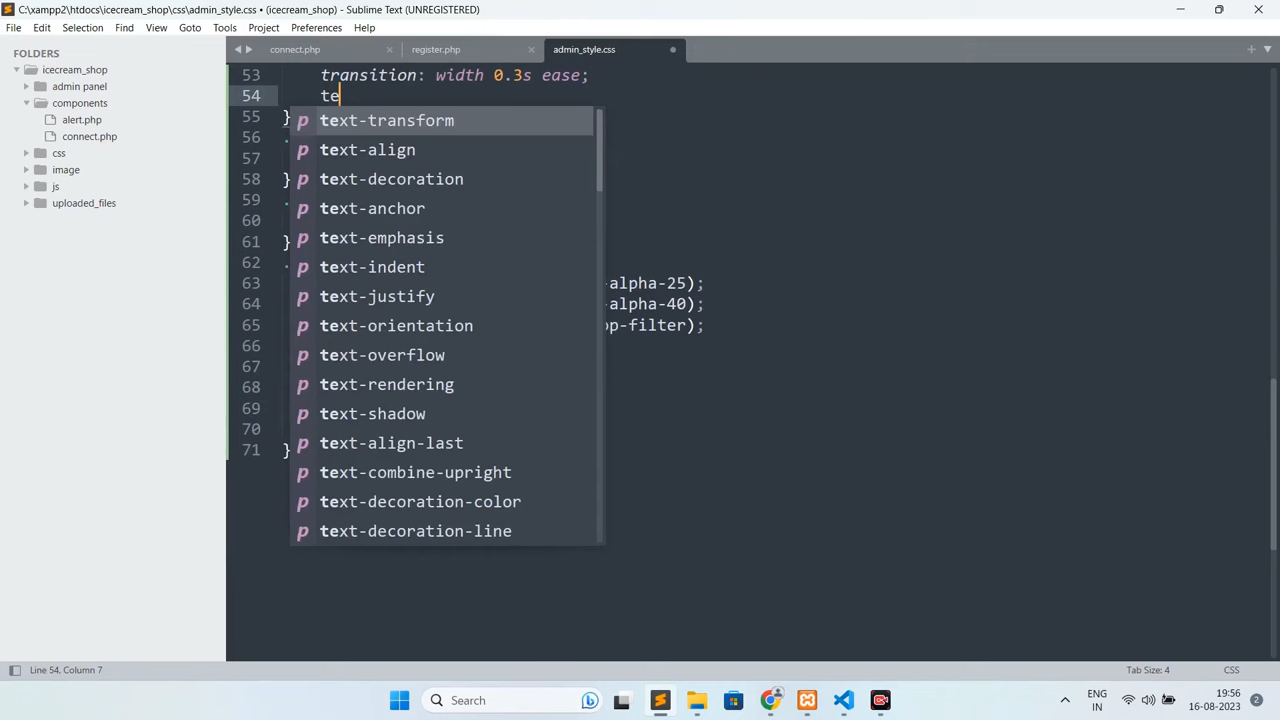 C:\xampp2\htdocs\icecream_shop\css\admin_style.css • (icecream_shop) - Sublime Text (UNREGISTERED)
File Edit Selection Find View Goto Tools Project Preferences Help
FOLDERS
icecream_shop
admin panel
components
alert.php
connect.php
css
image
js
uploaded_files
connect.php register.php admin_style.css
53 transition: width 0.3s ease;
54 te
55 }
56 .
57
58 }
59 .
60
61 }
62 .
63 -alpha-25);
64 -alpha-40);
65 op-filter);
66
67
68
69
70
71 }
p text-transform
p text-align
p text-decoration
p text-anchor
p text-emphasis
p text-indent
p text-justify
p text-orientation
p text-overflow
p text-rendering
p text-shadow
p text-align-last
p text-combine-upright
p text-decoration-color
p text-decoration-line
Line 54, Column 7 Tab Size: 4 CSS
Search
ENG
IN
19:56
16-08-2023
2